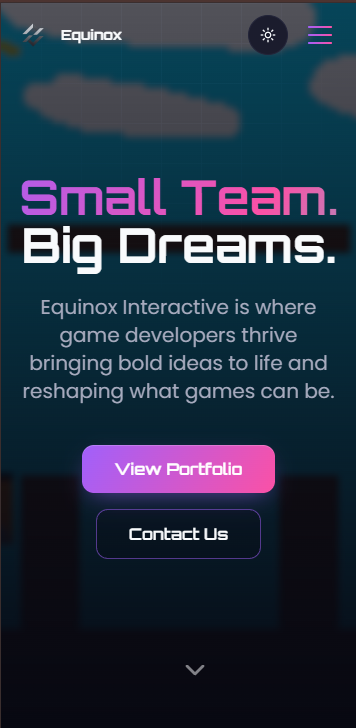 Equinox
Small Team.
Big Dreams.
Equinox Interactive is where
game developers thrive
bringing bold ideas to life and
reshaping what games can be.
View Portfolio
Contact Us